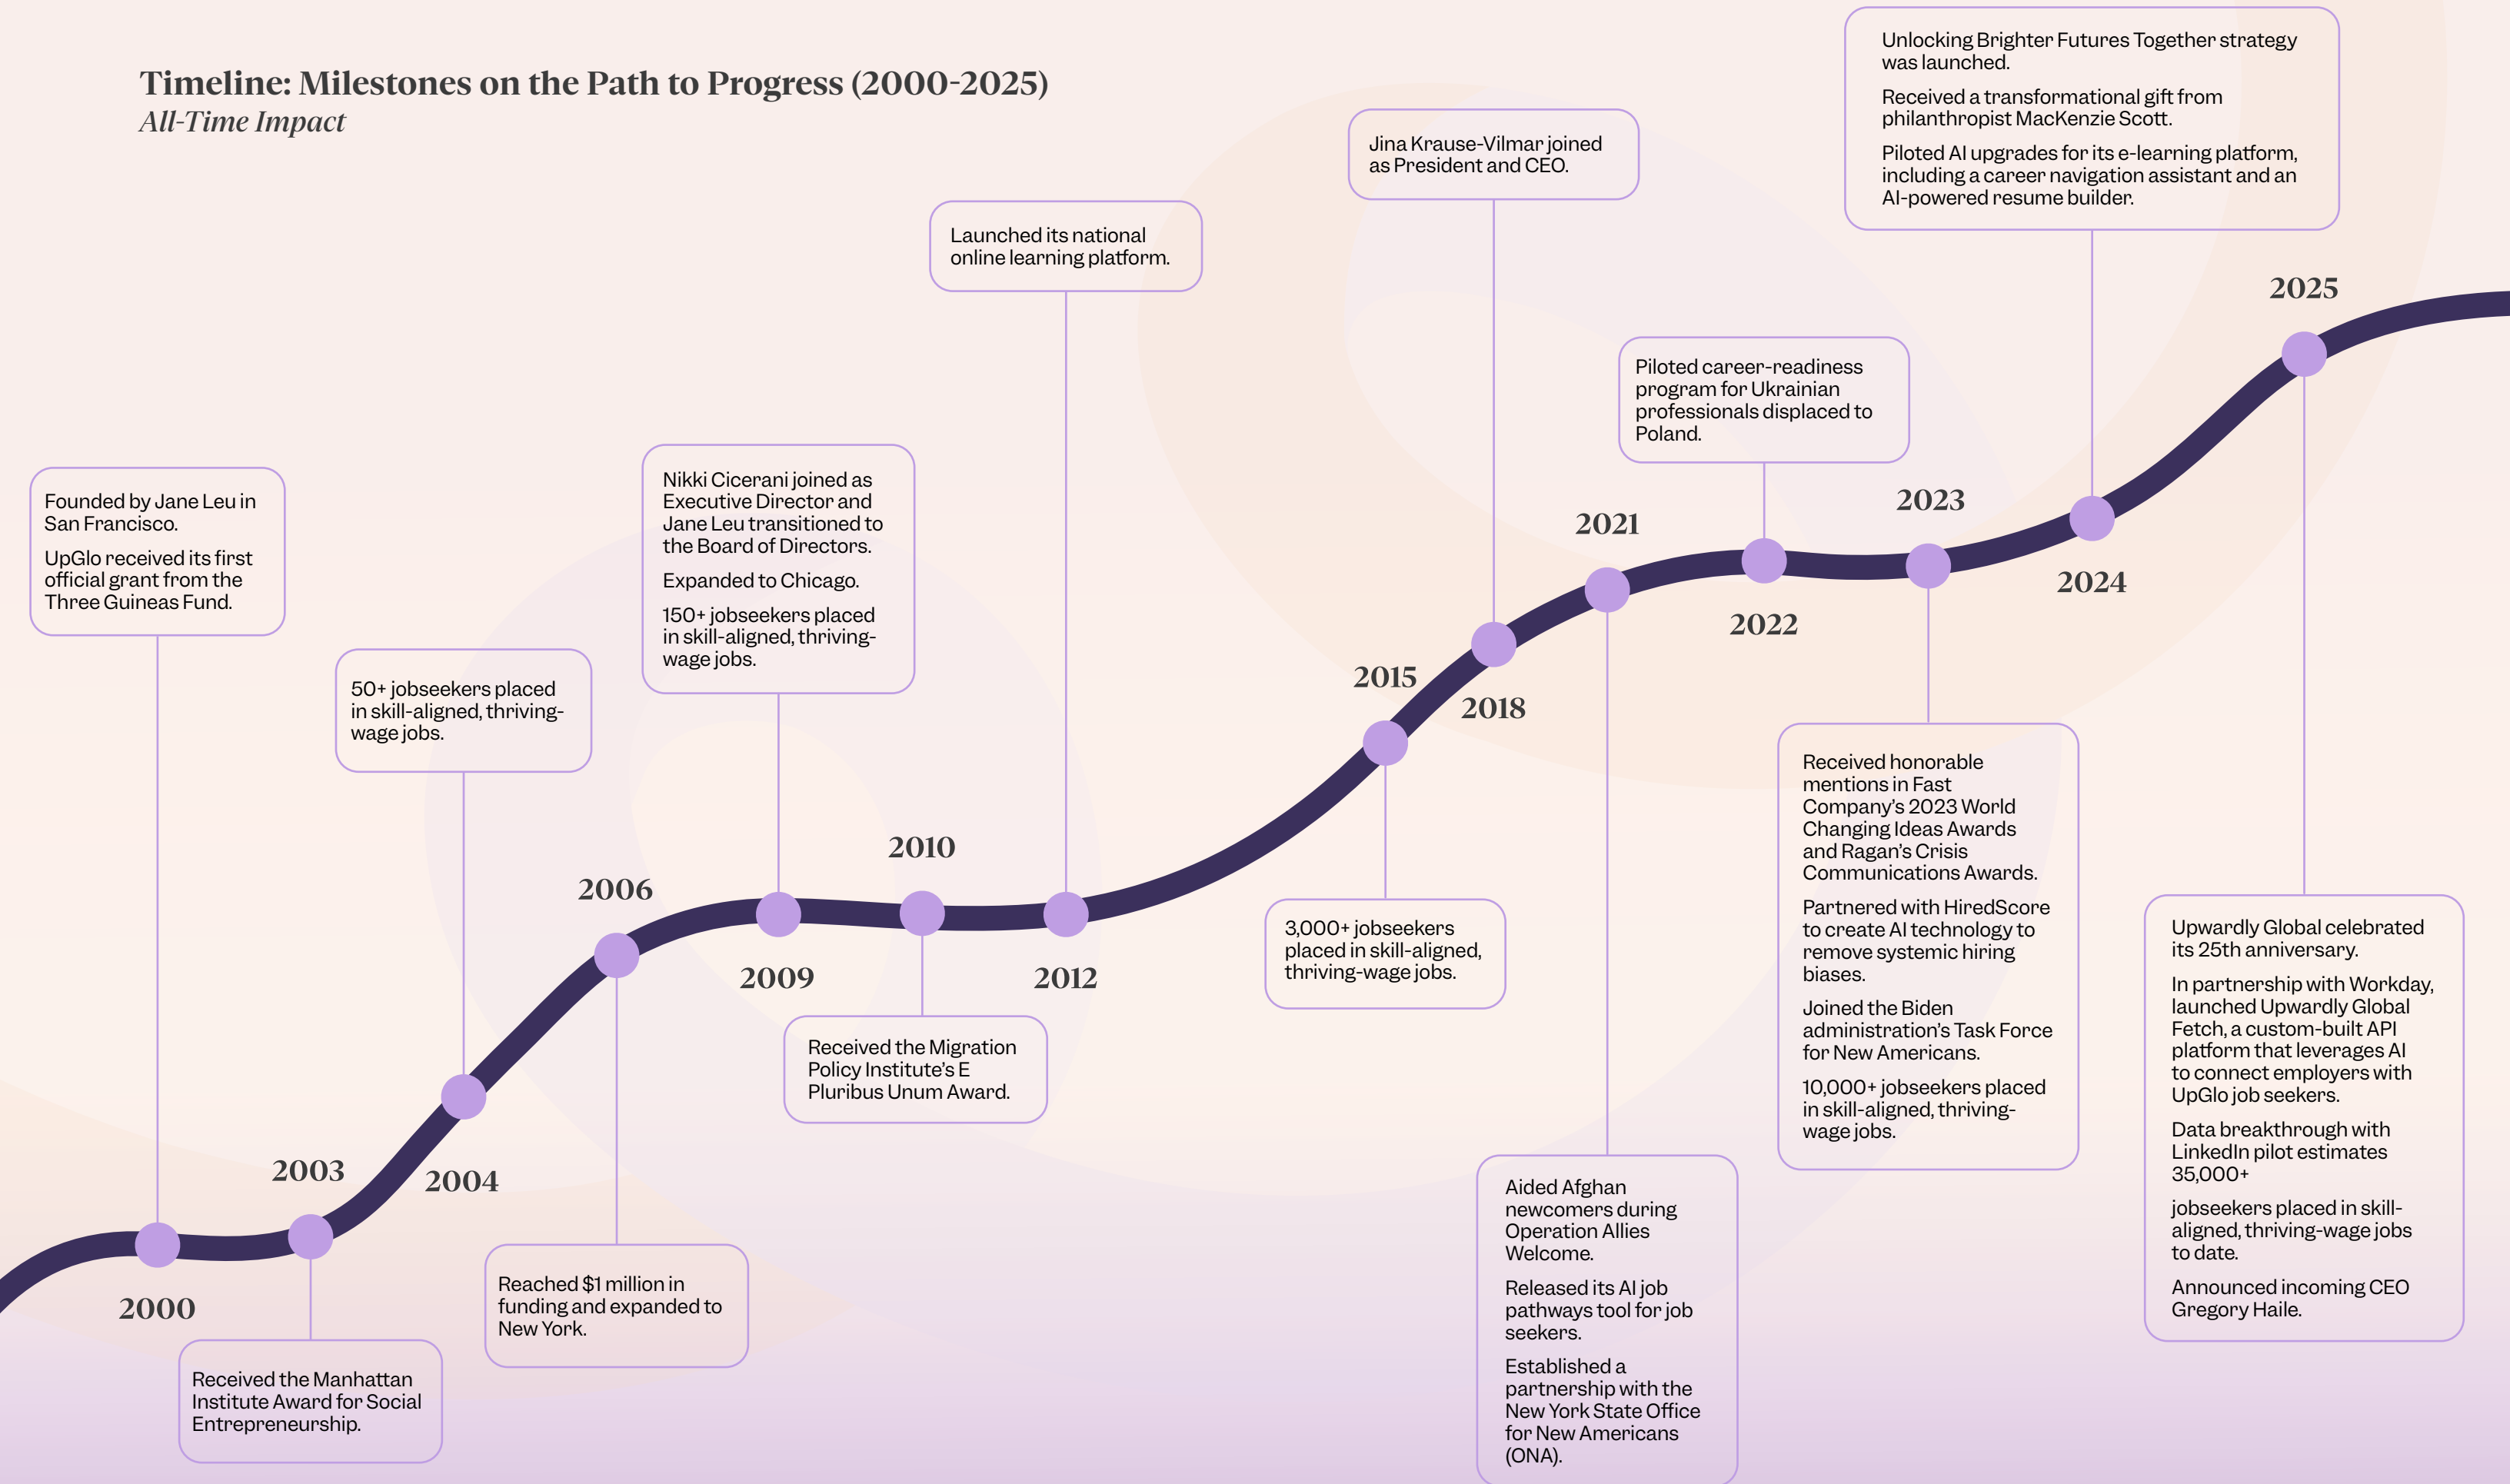 Timeline: Milestones on the Path to Progress (2000-2025)
All-Time Impact
Founded by Jane Leu in
San Francisco.
UpGlo received its first
official grant from the
Three Guineas Fund.
2000
2003
Received the Manhattan
Institute Award for Social
Entrepreneurship.
50+ jobseekers placed
in skill-aligned, thriving-
wage jobs.
2004
2006
Reached $1 million in
funding and expanded to
New York.
Nikki Cicerani joined as
Executive Director and
Jane Leu transitioned to
the Board of Directors.
Expanded to Chicago.
150+ jobseekers placed
in skill-aligned, thriving-
wage jobs.
2009
2010
Received the Migration
Policy Institute's E
Pluribus Unum Award.
Launched its national
online learning platform.
2012
2015
3,000+ jobseekers
placed in skill-aligned,
thriving-wage jobs.
Jina Krause-Vilmar joined
as President and CEO.
2018
2021
Aided Afghan
newcomers during
Operation Allies
Welcome.
Released its AI job
pathways tool for job
seekers.
Established a
partnership with the
New York State Office
for New Americans
(ONA).
Piloted career-readiness
program for Ukrainian
professionals displaced to
Poland.
2022
2023
Received honorable
mentions in Fast
Company's 2023 World
Changing Ideas Awards
and Ragan's Crisis
Communications Awards.
Partnered with HiredScore
to create AI technology to
remove systemic hiring
biases.
Joined the Biden
administration's Task Force
for New Americans.
10,000+ jobseekers placed
in skill-aligned, thriving-
wage jobs.
Unlocking Brighter Futures Together strategy
was launched.
Received a transformational gift from
philanthropist MacKenzie Scott.
Piloted AI upgrades for its e-learning platform,
including a career navigation assistant and an
AI-powered resume builder.
2024
2025
Upwardly Global celebrated
its 25th anniversary.
In partnership with Workday,
launched Upwardly Global
Fetch, a custom-built API
platform that leverages AI
to connect employers with
UpGlo job seekers.
Data breakthrough with
LinkedIn pilot estimates
35,000+
jobseekers placed in skill-
aligned, thriving-wage jobs
to date.
Announced incoming CEO
Gregory Haile.